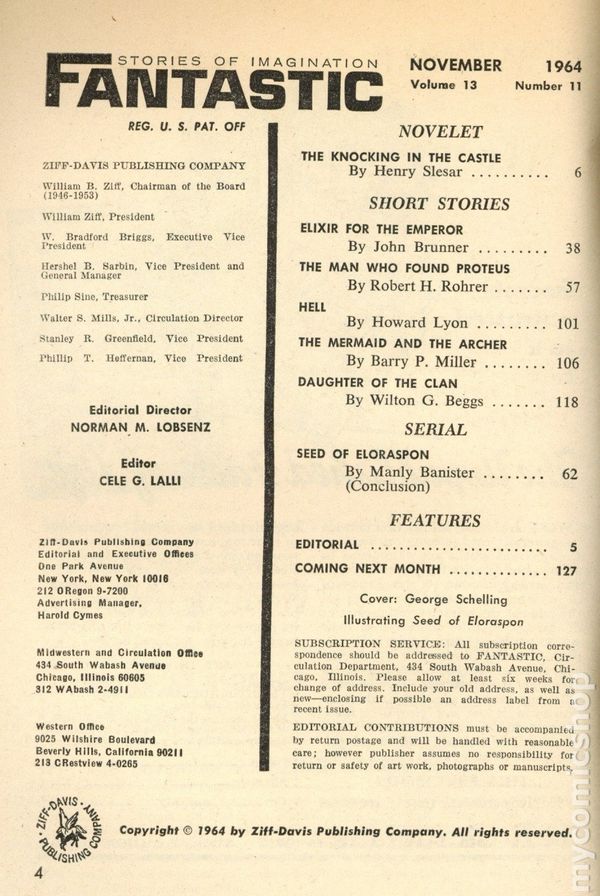 STORIES OF IMAGINATION
FANTASTIC
REG. U. S. PAT. OFF
NOVEMBER 1964
Volume 13 Number 11
ZIFF-DAVIS PUBLISHING COMPANY
William B. Ziff, Chairman of the Board
(1946-1953)
William Ziff, President
W. Bradford Briggs, Executive Vice
President
Hershel B. Sarbin, Vice President and
General Manager
Philip Sine, Treasurer
Walter S. Mills, Jr., Circulation Director
Stanley R. Greenfield, Vice President
Phillip T. Heffernan, Vice President
Editorial Director
NORMAN M. LOBSENZ
Editor
CELE G. LALLI
Ziff-Davis Publishing Company
Editorial and Executive Offices
One Park Avenue
New York, New York 10016
212 ORegon 9-7200
Advertising Manager,
Harold Cymes
Midwestern and Circulation Office
434 South Wabash Avenue
Chicago, Illinois 60605
312 WAbash 2-4911
Western Office
9025 Wilshire Boulevard
Beverly Hills, California 90211
213 CRestview 4-0265
NOVELET
THE KNOCKING IN THE CASTLE
By Henry Slesar .......... 6
SHORT STORIES
ELIXIR FOR THE EMPEROR
By John Brunner ......... 38
THE MAN WHO FOUND PROTEUS
By Robert H. Rohrer ....... 57
HELL
By Howard Lyon ......... 101
THE MERMAID AND THE ARCHER
By Barry P. Miller ........ 106
DAUGHTER OF THE CLAN
By Wilton G. Beggs ....... 118
SERIAL
SEED OF ELORASPON
By Manly Banister ........ 62
(Conclusion)
FEATURES
EDITORIAL .......................... 5
COMING NEXT MONTH ............. 127
Cover: George Schelling
Illustrating Seed of Eloraspon
SUBSCRIPTION SERVICE: All subscription corre-
spondence should be addressed to FANTASTIC, Cir-
culation Department, 434 South Wabash Avenue, Chi-
cago, Illinois. Please allow at least six weeks for
change of address. Include your old address, as well as
new—enclosing if possible an address label from a
recent issue.
EDITORIAL CONTRIBUTIONS must be accompanied
by return postage and will be handled with reasonable
care; however publisher assumes no responsibility for
return or safety of art work, photographs or manuscripts.
ZIFF-DAVIS PUBLISHING COMPANY
Copyright © 1964 by Ziff-Davis Publishing Company. All rights reserved.
4
mycomicshop